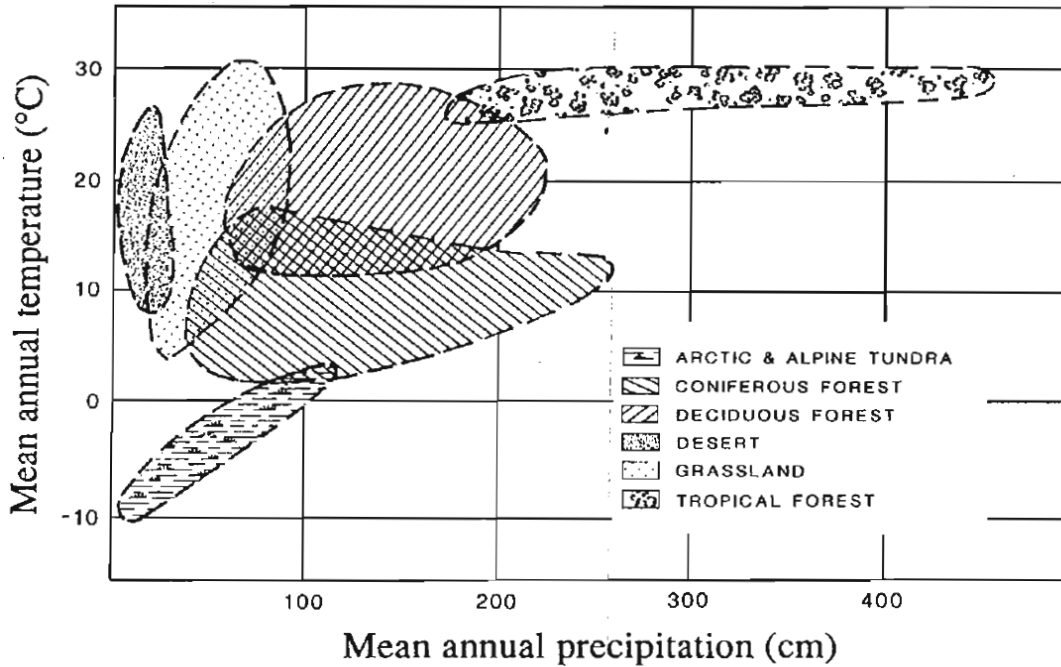 Mean annual temperature (°C)
30
20
10
0
-10
ARCTIC & ALPINE TUNDRA
CONIFEROUS FOREST
DECIDUOUS FOREST
DESERT
GRASSLAND
TROPICAL FOREST
100
200
300
400
Mean annual precipitation (cm)